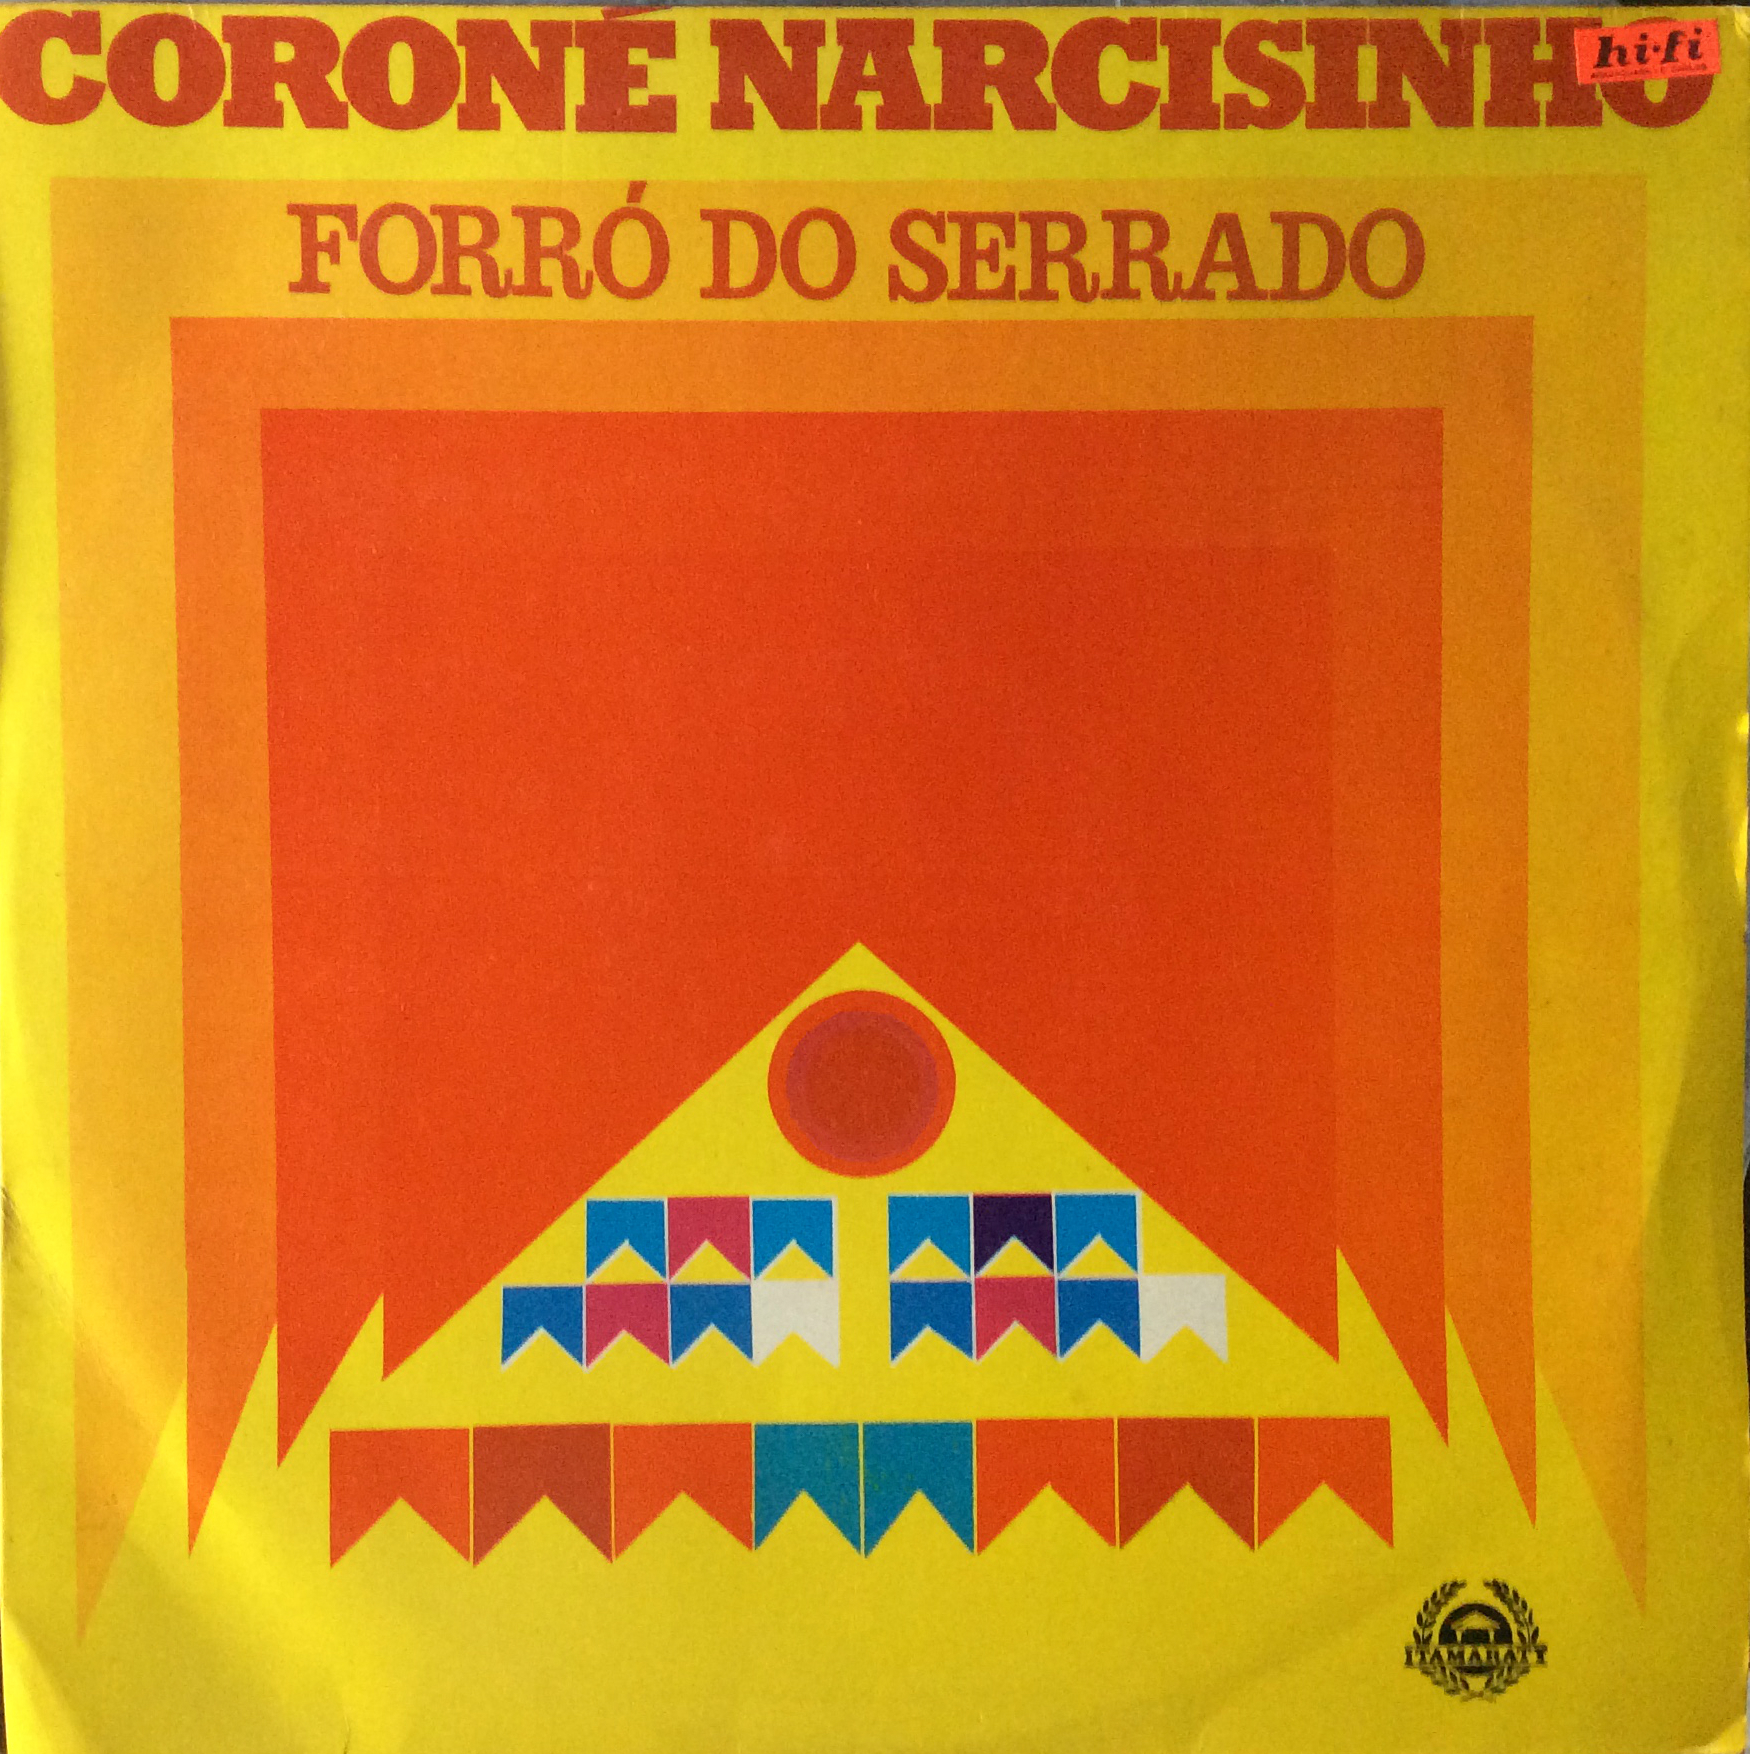 CORONÉ NARCISINHO
hi-fi
FORRÓ DO SERRADO
ITAMARATY